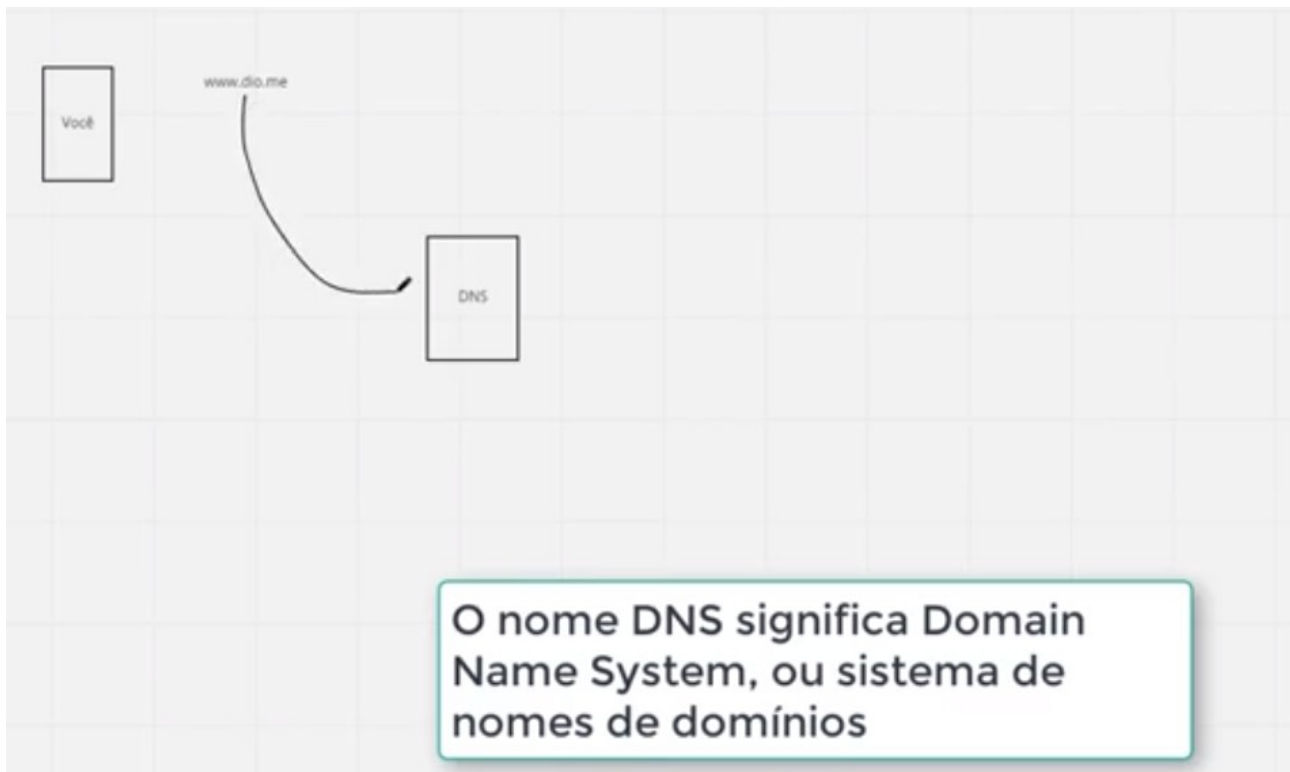 www.dio.me
Você
DNS
O nome DNS significa Domain
Name System, ou sistema de
nomes de domínios